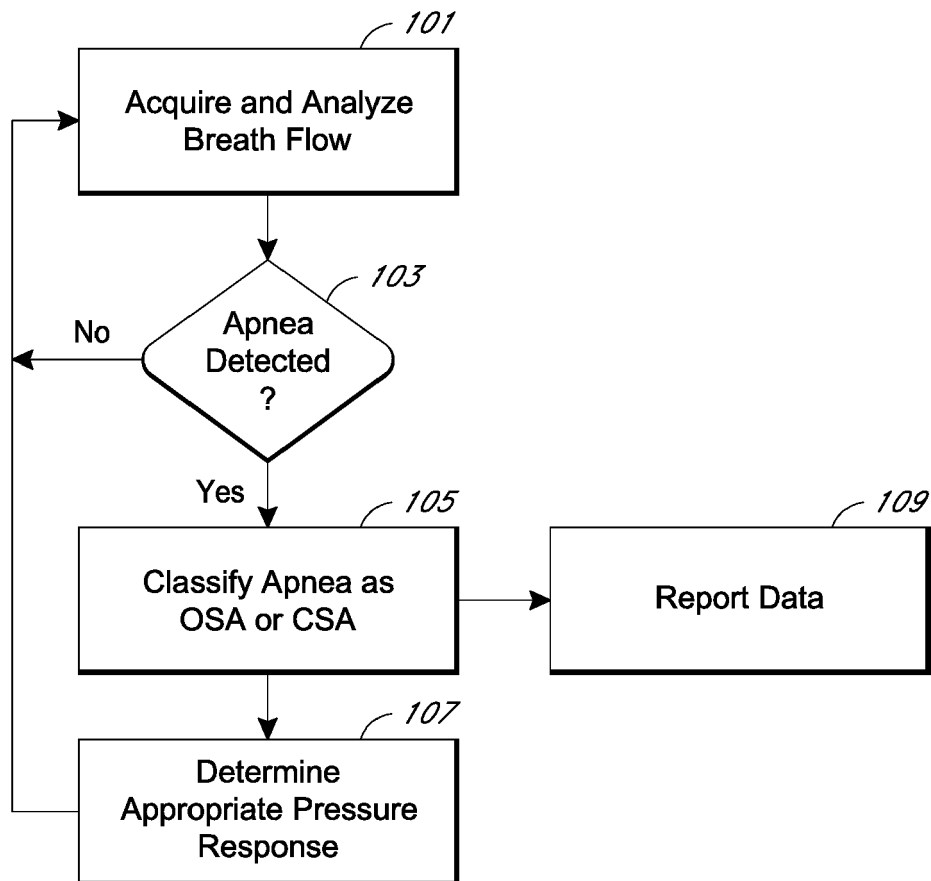 101
Acquire and Analyze
Breath Flow
103
Apnea
Detected
?
No
Yes
105
Classify Apnea as
OSA or CSA
109
Report Data
107
Determine
Appropriate Pressure
Response